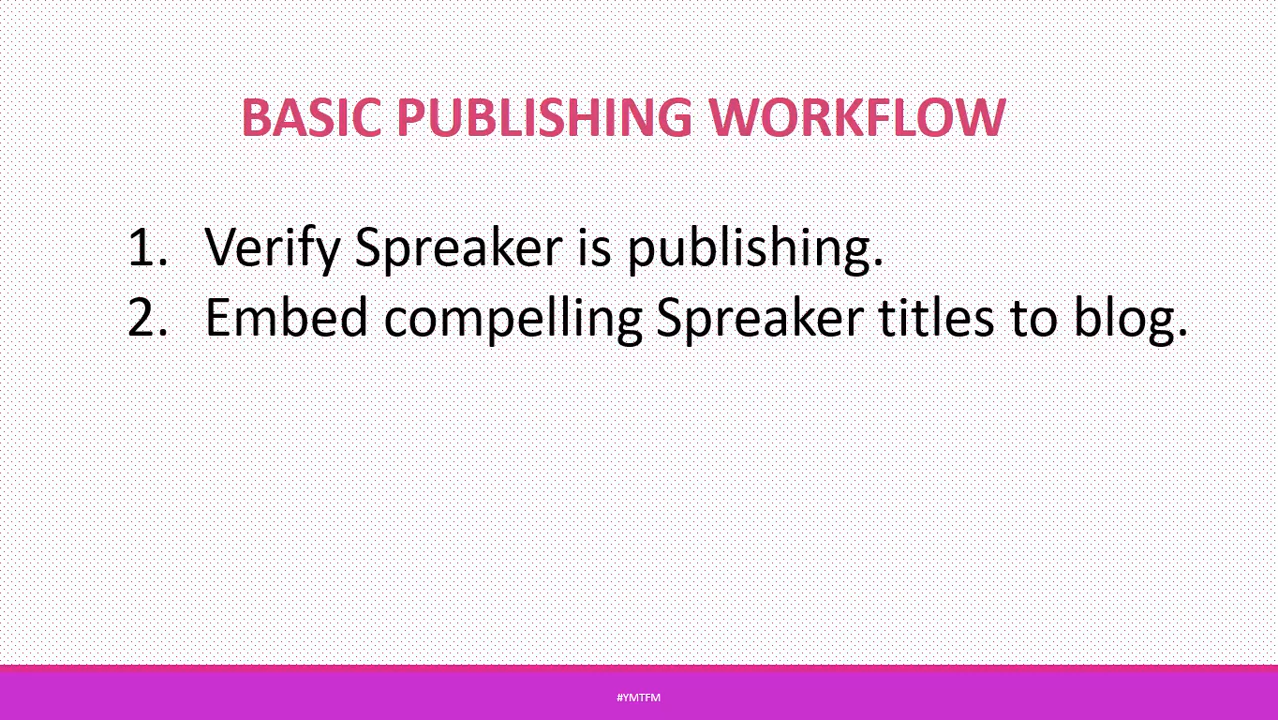 BASIC PUBLISHING WORKFLOW
1. Verify Spreaker is publishing.
2. Embed compelling Spreaker titles to blog.
#YMTFM